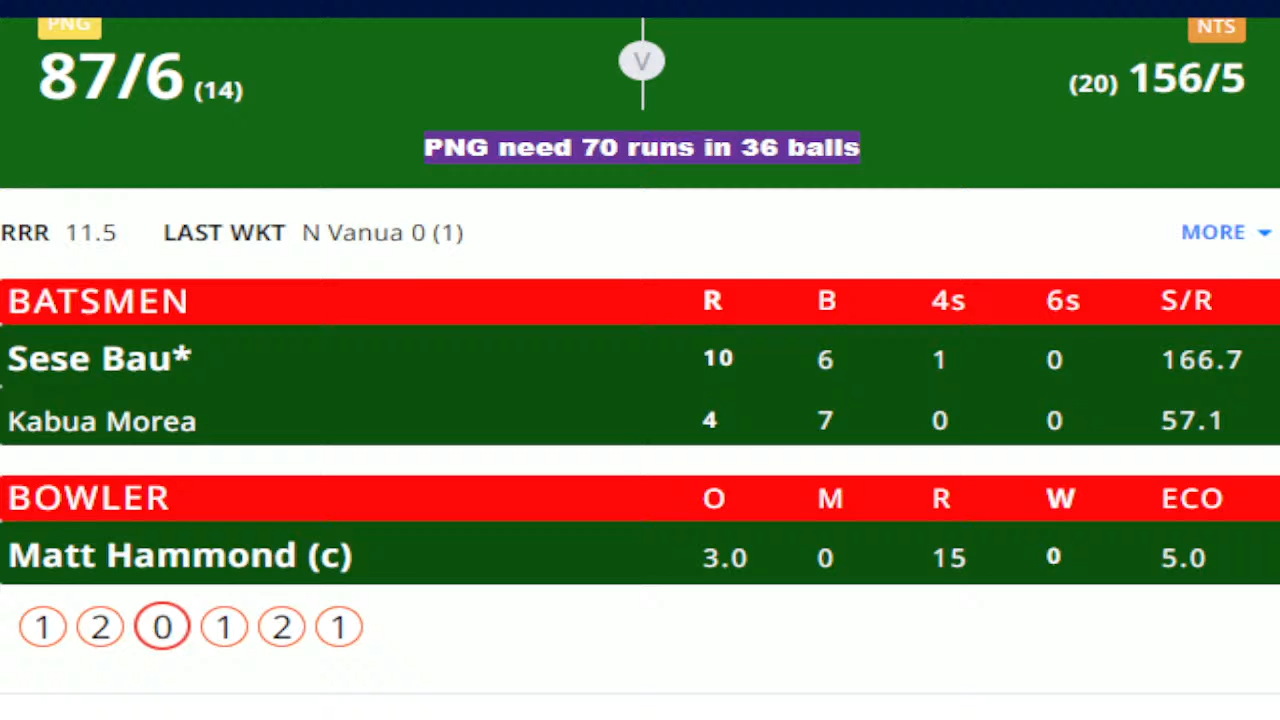 PNG
V
NTS
87/6 (14)
(20) 156/5
PNG need 70 runs in 36 balls
RRR 11.5 LAST WKT N Vanua 0 (1) MORE
BATSMEN R B 4s 6s S/R
Sese Bau* 10 6 1 0 166.7
Kabua Morea 4 7 0 0 57.1
BOWLER O M R W ECO
Matt Hammond (c) 3.0 0 15 0 5.0
1 2 0 1 2 1